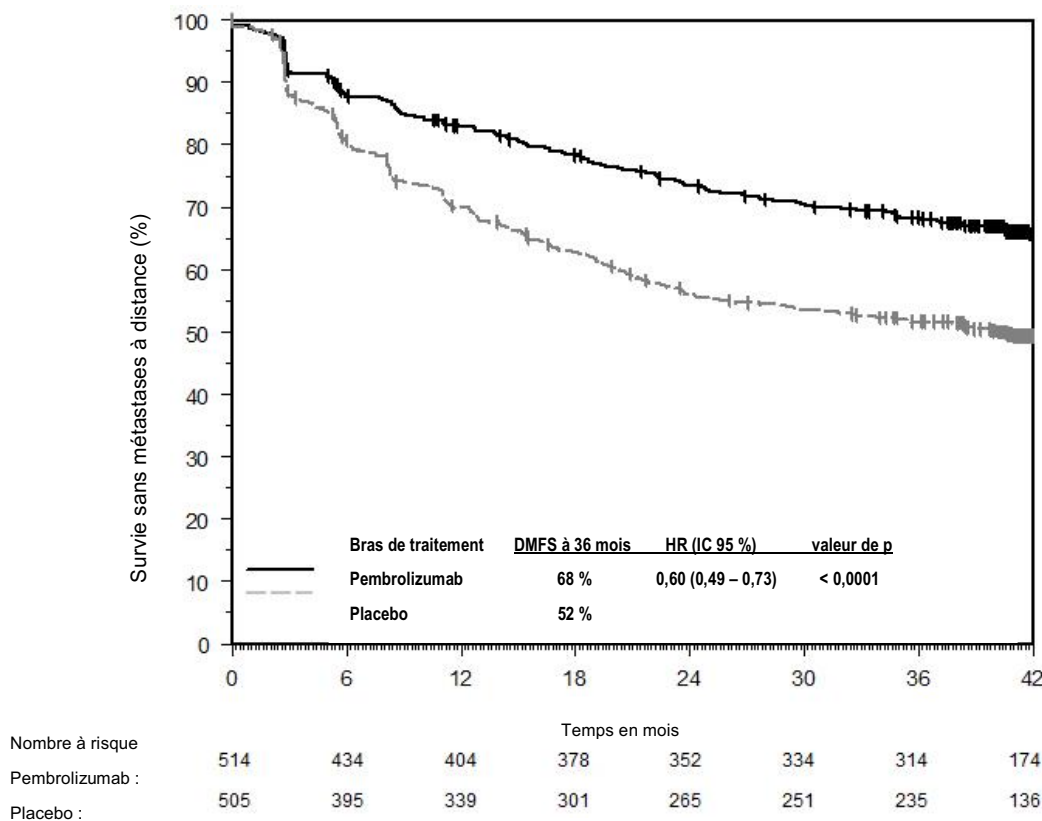 100
90
80
70
60
50
40
30
20
10
0
Survie sans métastases à distance (%)
Bras de traitement DMFS à 36 mois HR (IC 95 %) valeur de p
Pembrolizumab 68 % 0,60 (0,49 – 0,73) < 0,0001
Placebo 52 %
0 6 12 18 24 30 36 42
Temps en mois
Nombre à risque
Pembrolizumab : 514 434 404 378 352 334 314 174
Placebo : 505 395 339 301 265 251 235 136